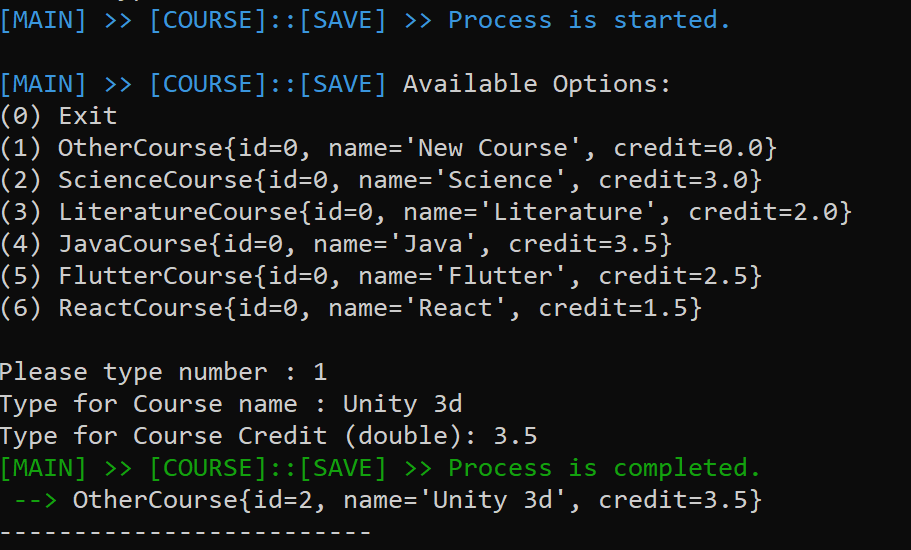 [MAIN] >> [COURSE]::[SAVE] >> Process is started.
[MAIN] >> [COURSE]::[SAVE] Available Options:
(0) Exit
(1) OtherCourse{id=0, name='New Course', credit=0.0}
(2) ScienceCourse{id=0, name='Science', credit=3.0}
(3) LiteratureCourse{id=0, name='Literature', credit=2.0}
(4) JavaCourse{id=0, name='Java', credit=3.5}
(5) FlutterCourse{id=0, name='Flutter', credit=2.5}
(6) ReactCourse{id=0, name='React', credit=1.5}
Please type number : 1
Type for Course name : Unity 3d
Type for Course Credit (double): 3.5
[MAIN] >> [COURSE]::[SAVE] >> Process is completed.
 --> OtherCourse{id=2, name='Unity 3d', credit=3.5}
-------------------------